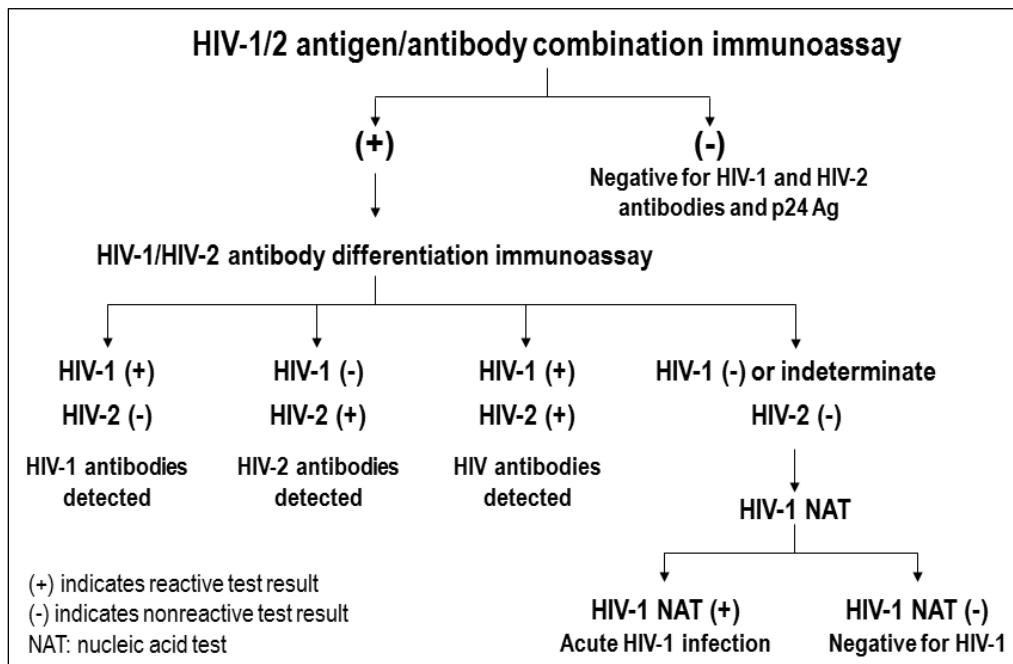 HIV-1/2 antigen/antibody combination immunoassay
(+)
(-)
Negative for HIV-1 and HIV-2
antibodies and p24 Ag
HIV-1/HIV-2 antibody differentiation immunoassay
HIV-1 (+)
HIV-2 (-)
HIV-1 antibodies
detected
HIV-1 (-)
HIV-2 (+)
HIV-2 antibodies
detected
HIV-1 (+)
HIV-2 (+)
HIV antibodies
detected
HIV-1 (-) or indeterminate
HIV-2 (-)
HIV-1 NAT
HIV-1 NAT (+)
Acute HIV-1 infection
HIV-1 NAT (-)
Negative for HIV-1
(+) indicates reactive test result
(-) indicates nonreactive test result
NAT: nucleic acid test